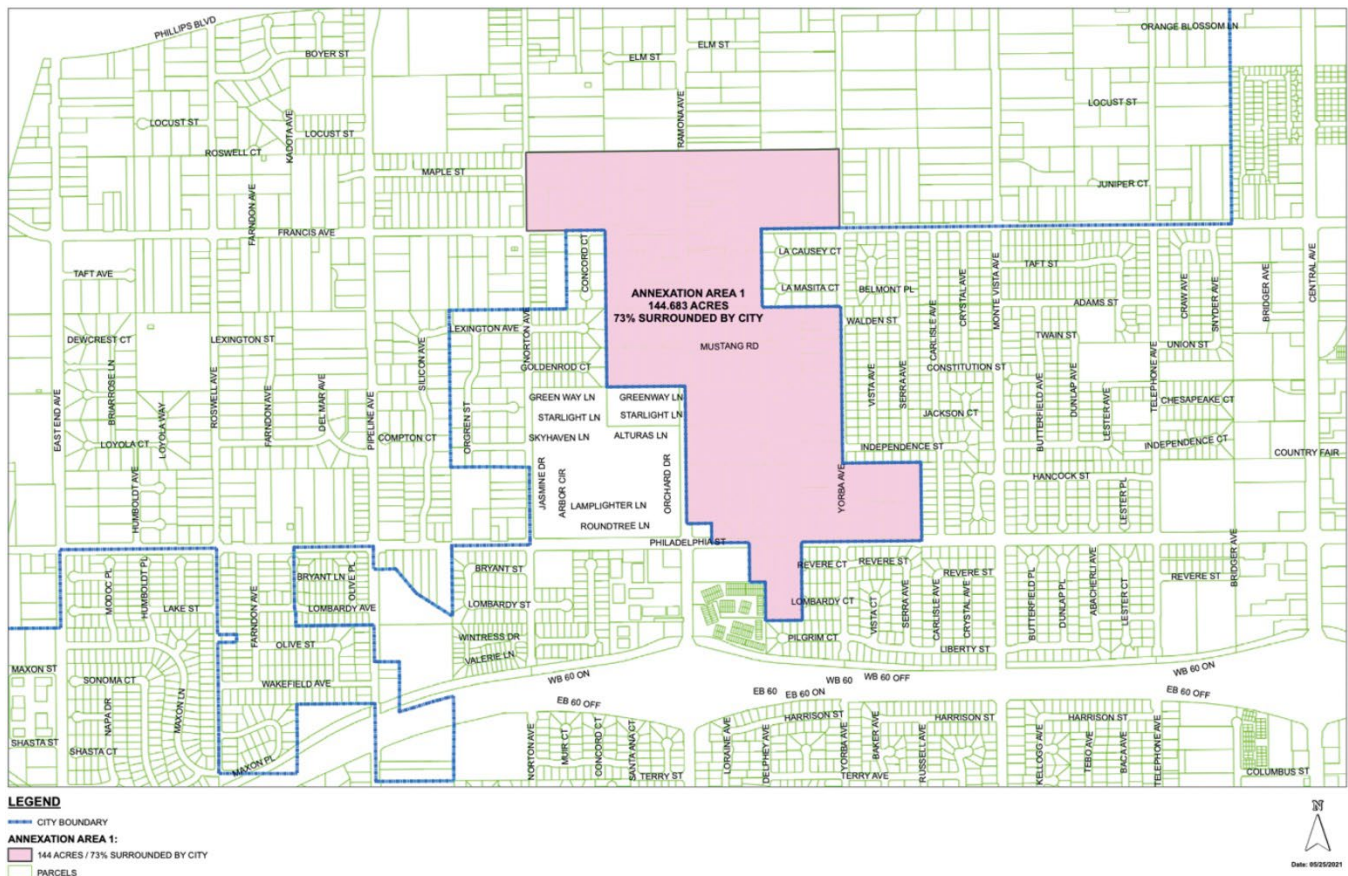 PHILLIPS BLVD
ORANGE BLOSSOM LN
BOYER ST
ELM ST
ELM ST
LOCUST ST
KADOTA AVE
LOCUST ST
RAMONA AVE
LOCUST ST
ROSWELL CT
MAPLE ST
JUNIPER CT
FARNDON AVE
FRANCIS AVE
TAFT AVE
CONCORD CT
LA CAUSEY CT
TAFT ST
MONTE VISTA AVE
BRIDGER AVE
CENTRAL AVE
ANNEXATION AREA 1
144.683 ACRES
73% SURROUNDED BY CITY
LA MASITA CT
BELMONT PL
CARLISLE AVE
CRYSTAL AVE
ADAMS ST
CRAW AVE
SNYDER AVE
DEWCREST CT
LEXINGTON ST
SILICON AVE
LEXINGTON AVE
NORTON AVE
WALDEN ST
TWAIN ST
UNION ST
MUSTANG RD
BRIARROSE LN
GOLDENROD CT
VISTA AVE
SERRA AVE
CONSTITUTION ST
BUTTERFIELD AVE
DUNLAP AVE
TELEPHONE AVE
EAST END AVE
LOYOLA WAY
ROSWELL AVE
FARNDON AVE
DEL MAR AVE
PIPELINE AVE
ORGREN ST
GREEN WAY LN
GREENWAY LN
CHESAPEAKE CT
STARLIGHT LN
STARLIGHT LN
JACKSON CT
LESTER AVE
LOYOLA CT
COMPTON CT
SKYHAVEN LN
ALTURAS LN
INDEPENDENCE ST
INDEPENDENCE CT
COUNTRY FAIR
HUMBOLDT AVE
JASMINE DR
ARBOR CIR
ORCHARD DR
YORBA AVE
HANCOCK ST
LESTER PL
LAMPLIGHTER LN
ROUNDTREE LN
PHILADELPHIA ST
BRIDGER AVE
MODOC PL
HUMBOLDT PL
BRYANT LN
OLIVE PL
BRYANT ST
REVERE CT
REVERE ST
REVERE ST
REVERE ST
LAKE ST
FARNDON AVE
LOMBARDY AVE
LOMBARDY ST
LOMBARDY CT
VISTA CT
SERRA AVE
CARLISLE AVE
CRYSTAL AVE
BUTTERFIELD PL
DUNLAP PL
ABACHERLI AVE
LESTER CT
OLIVE ST
WINTRESS DR
PILGRIM CT
LIBERTY ST
MAXON ST
VALERIE LN
SONOMA CT
WAKEFIELD AVE
WB 60 ON
WB 60
WB 60 OFF
WB 60 ON
NAPA DR
MAXON LN
EB 60 OFF
EB 60
EB 60 ON
EB 60 OFF
SHASTA ST
SHASTA CT
MAXON PL
NORTON AVE
MUIR CT
CONCORD CT
SANTA ANA CT
TERRY ST
LORAINE AVE
DELPHEY AVE
HARRISON ST
YORBA AVE
BAKER AVE
RUSSELL AVE
HARRISON ST
TERRY AVE
KELLOGG AVE
HARRISON ST
TEBO AVE
BACA AVE
TELEPHONE AVE
COLUMBUS ST
LEGEND
CITY BOUNDARY
ANNEXATION AREA 1:
144 ACRES / 73% SURROUNDED BY CITY
PARCELS
N
Date: 05/25/2021